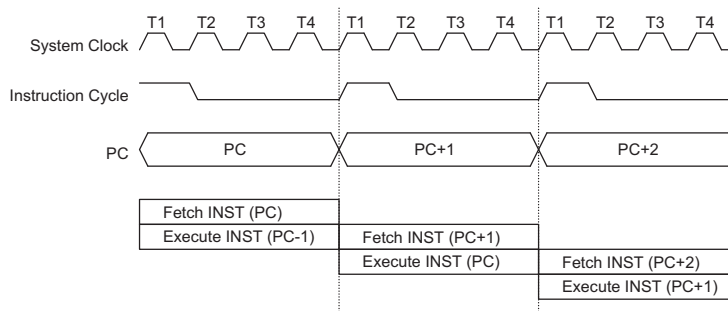 T1 T2 T3 T4 T1 T2 T3 T4 T1 T2 T3 T4
System Clock
Instruction Cycle
PC PC PC+1 PC+2
Fetch INST (PC)
Execute INST (PC-1) Fetch INST (PC+1)
Execute INST (PC) Fetch INST (PC+2)
Execute INST (PC+1)